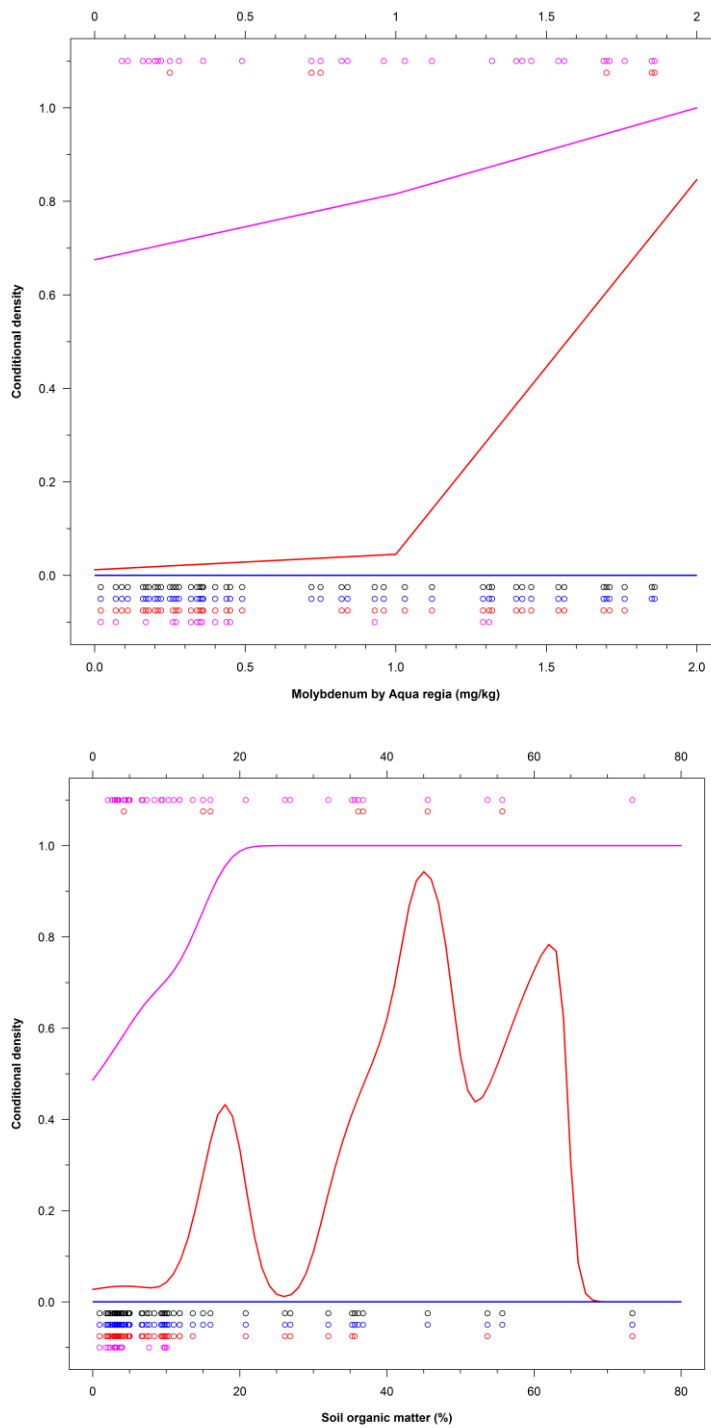 0 0.5 1 1.5 2
1.0
0.8
0.6
0.4
0.2
0.0
Conditional density
0.0 0.5 1.0 1.5 2.0
Molybdenum by Aqua regia (mg/kg)
0 20 40 60 80
1.0
0.8
0.6
0.4
0.2
0.0
Conditional density
0 20 40 60 80
Soil organic matter (%)